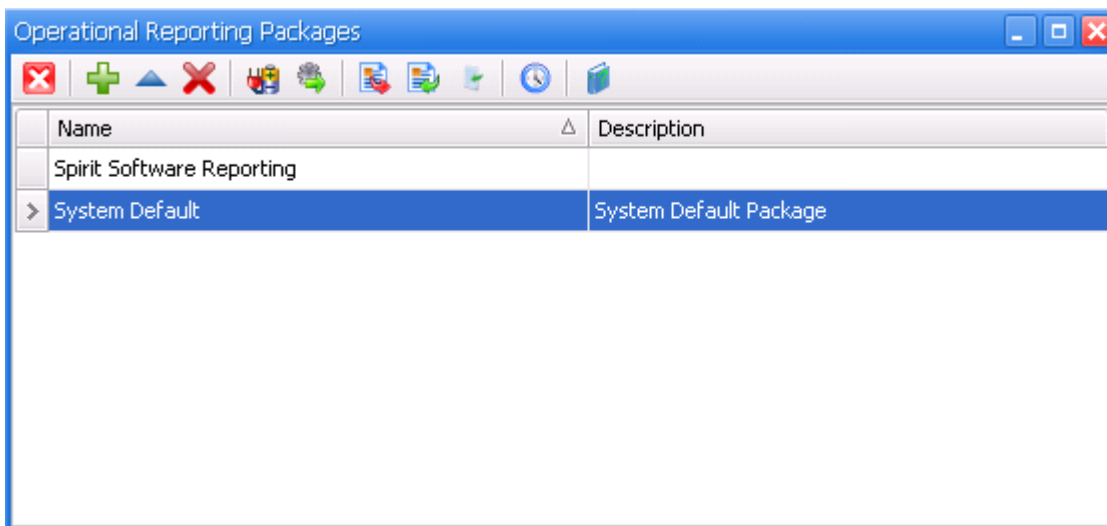 Operational Reporting Packages
Name Description
Spirit Software Reporting
System Default System Default Package